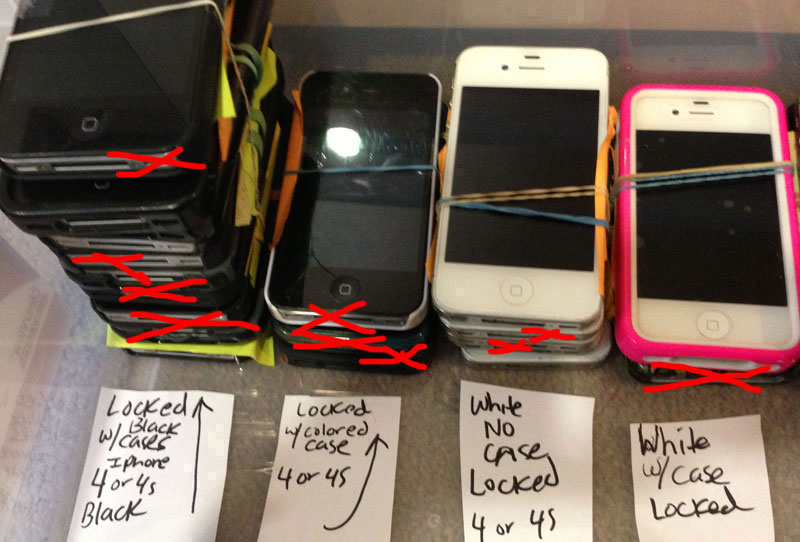 Locked
Black
w/cases
Iphone
4 or 4s
Black
Locked
w/colored
case
4 or 4s
White
NO
CASE
Locked
4 or 4s
White
w/case
Locked